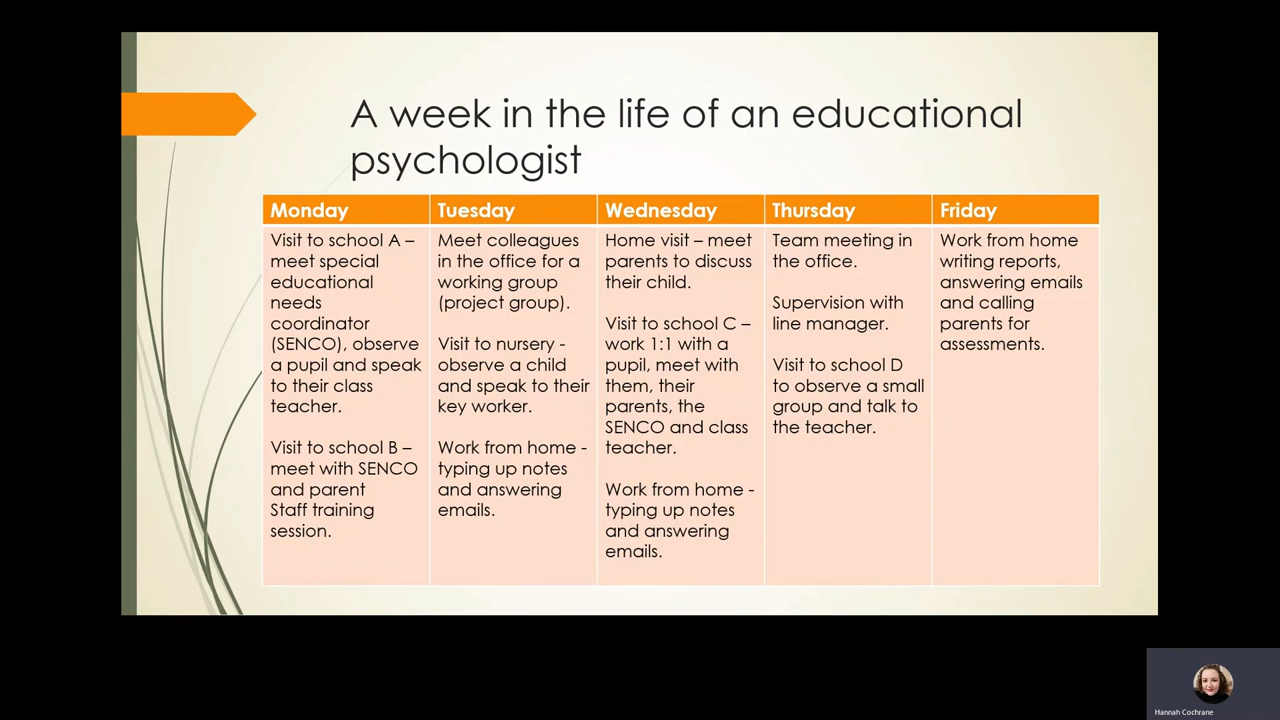 A week in the life of an educational
psychologist
Monday
Visit to school A –
meet special
educational
needs
coordinator
(SENCO), observe
a pupil and speak
to their class
teacher.
Visit to school B –
meet with SENCO
and parent
Staff training
session.
Tuesday
Meet colleagues
in the office for a
working group
(project group).
Visit to nursery -
observe a child
and speak to their
key worker.
Work from home -
typing up notes
and answering
emails.
Wednesday
Home visit – meet
parents to discuss
their child.
Visit to school C –
work 1:1 with a
pupil, meet with
them, their
parents, the
SENCO and class
teacher.
Work from home -
typing up notes
and answering
emails.
Thursday
Team meeting in
the office.
Supervision with
line manager.
Visit to school D
to observe a small
group and talk to
the teacher.
Friday
Work from home
writing reports,
answering emails
and calling
parents for
assessments.
Hannah Cochrane